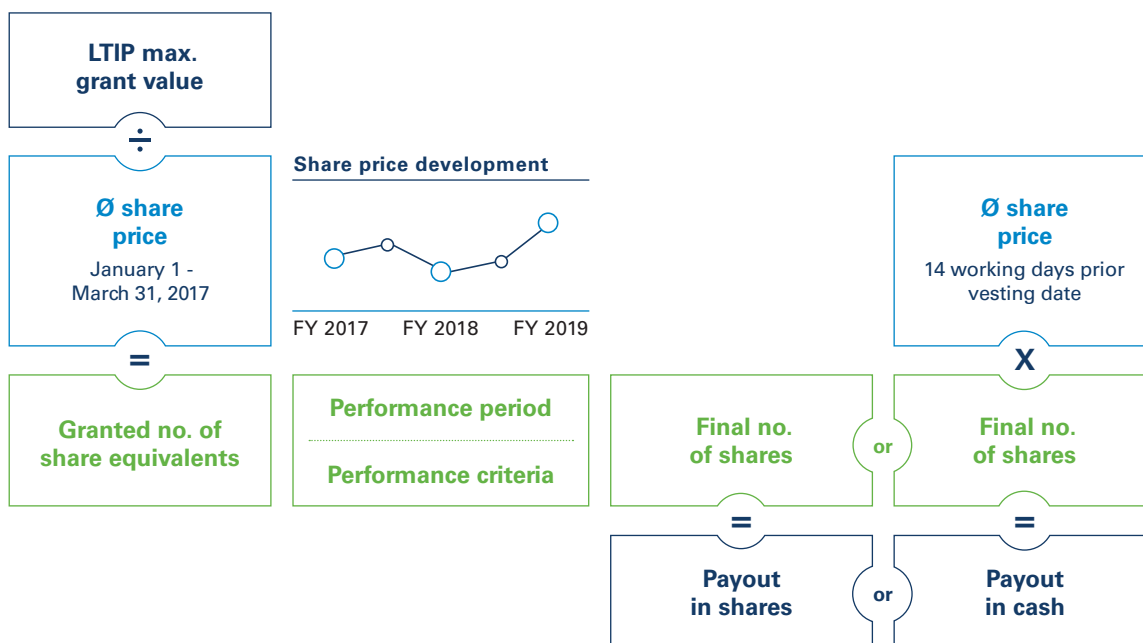 LTIP max.
grant value
÷
Ø share
price
January 1 -
March 31, 2017
=
Granted no. of
share equivalents
Share price development
FY 2017 FY 2018 FY 2019
Performance period
Performance criteria
Final no.
of shares
=
Payout
in shares
or
or
Ø share
price
14 working days prior
vesting date
X
Final no.
of shares
=
Payout
in cash